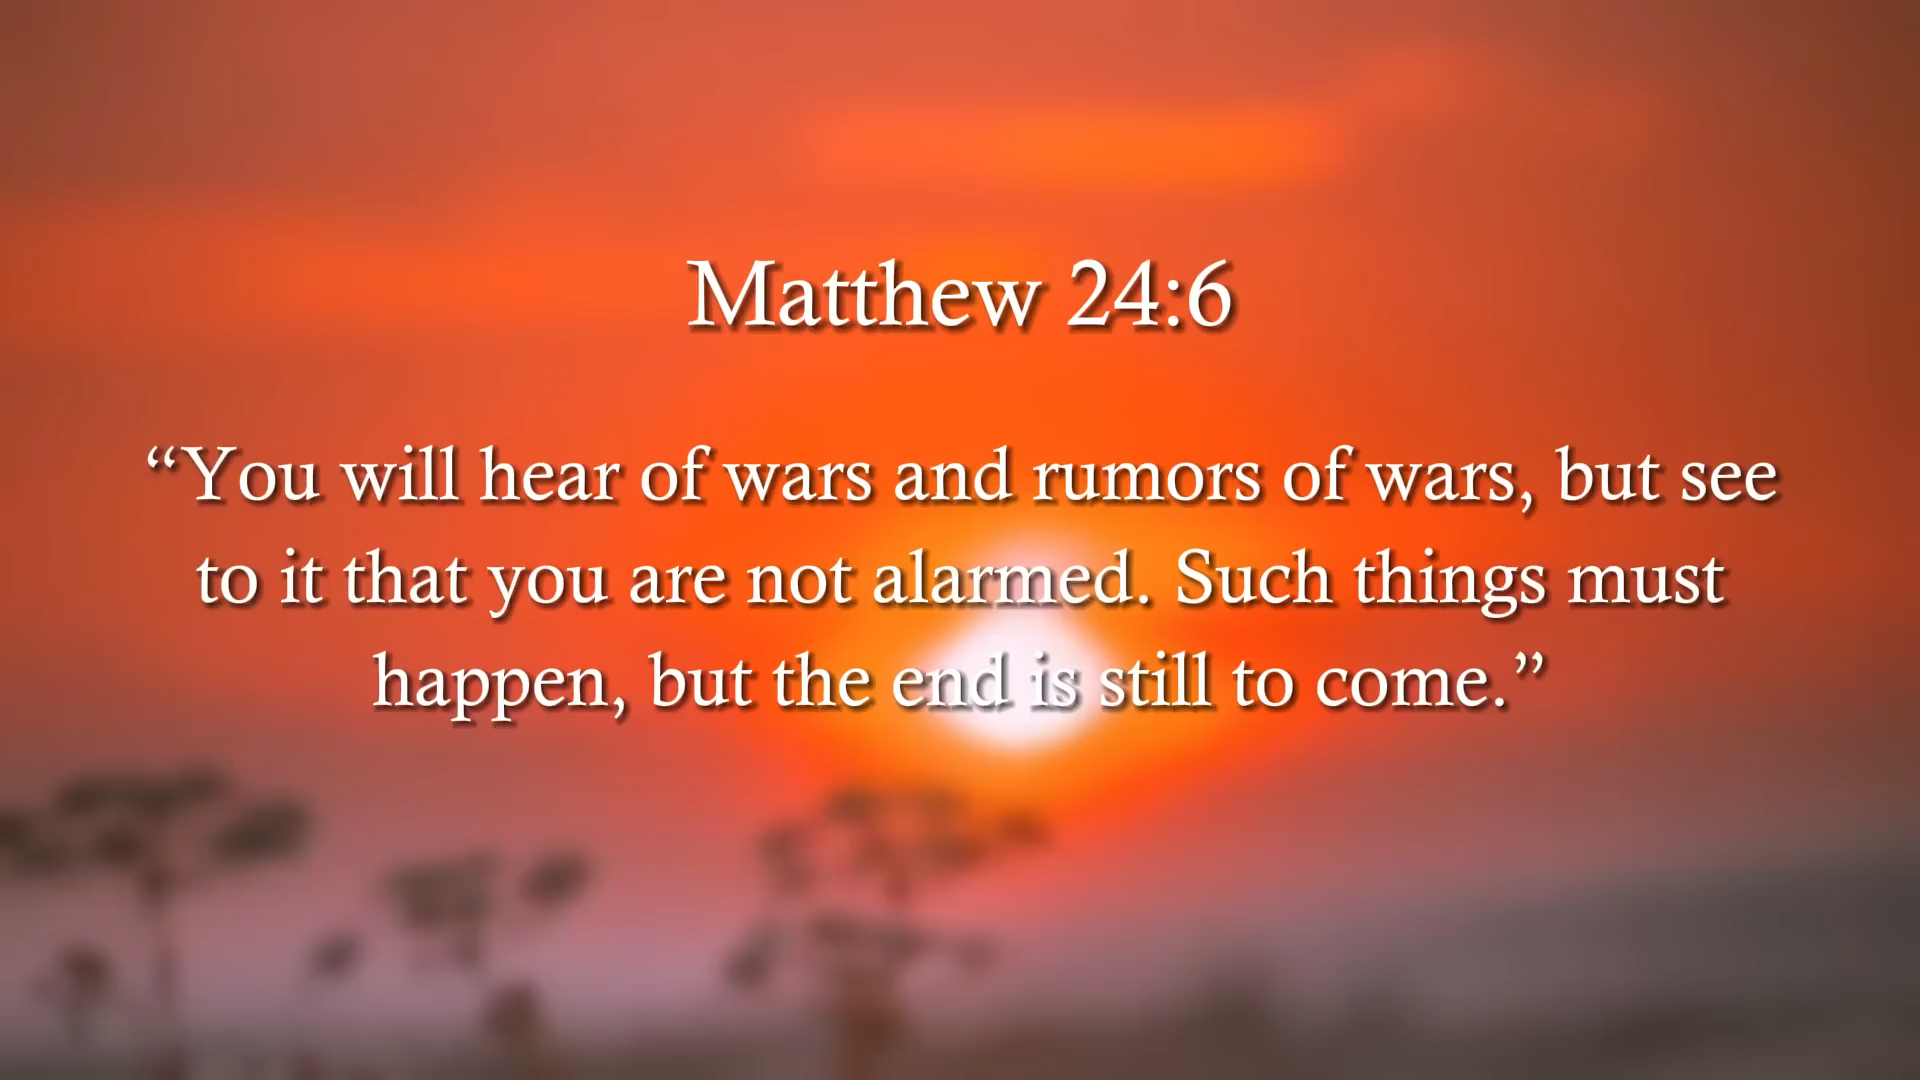 Matthew 24:6
“You will hear of wars and rumors of wars, but see
to it that you are not alarmed. Such things must
happen, but the end is still to come.”